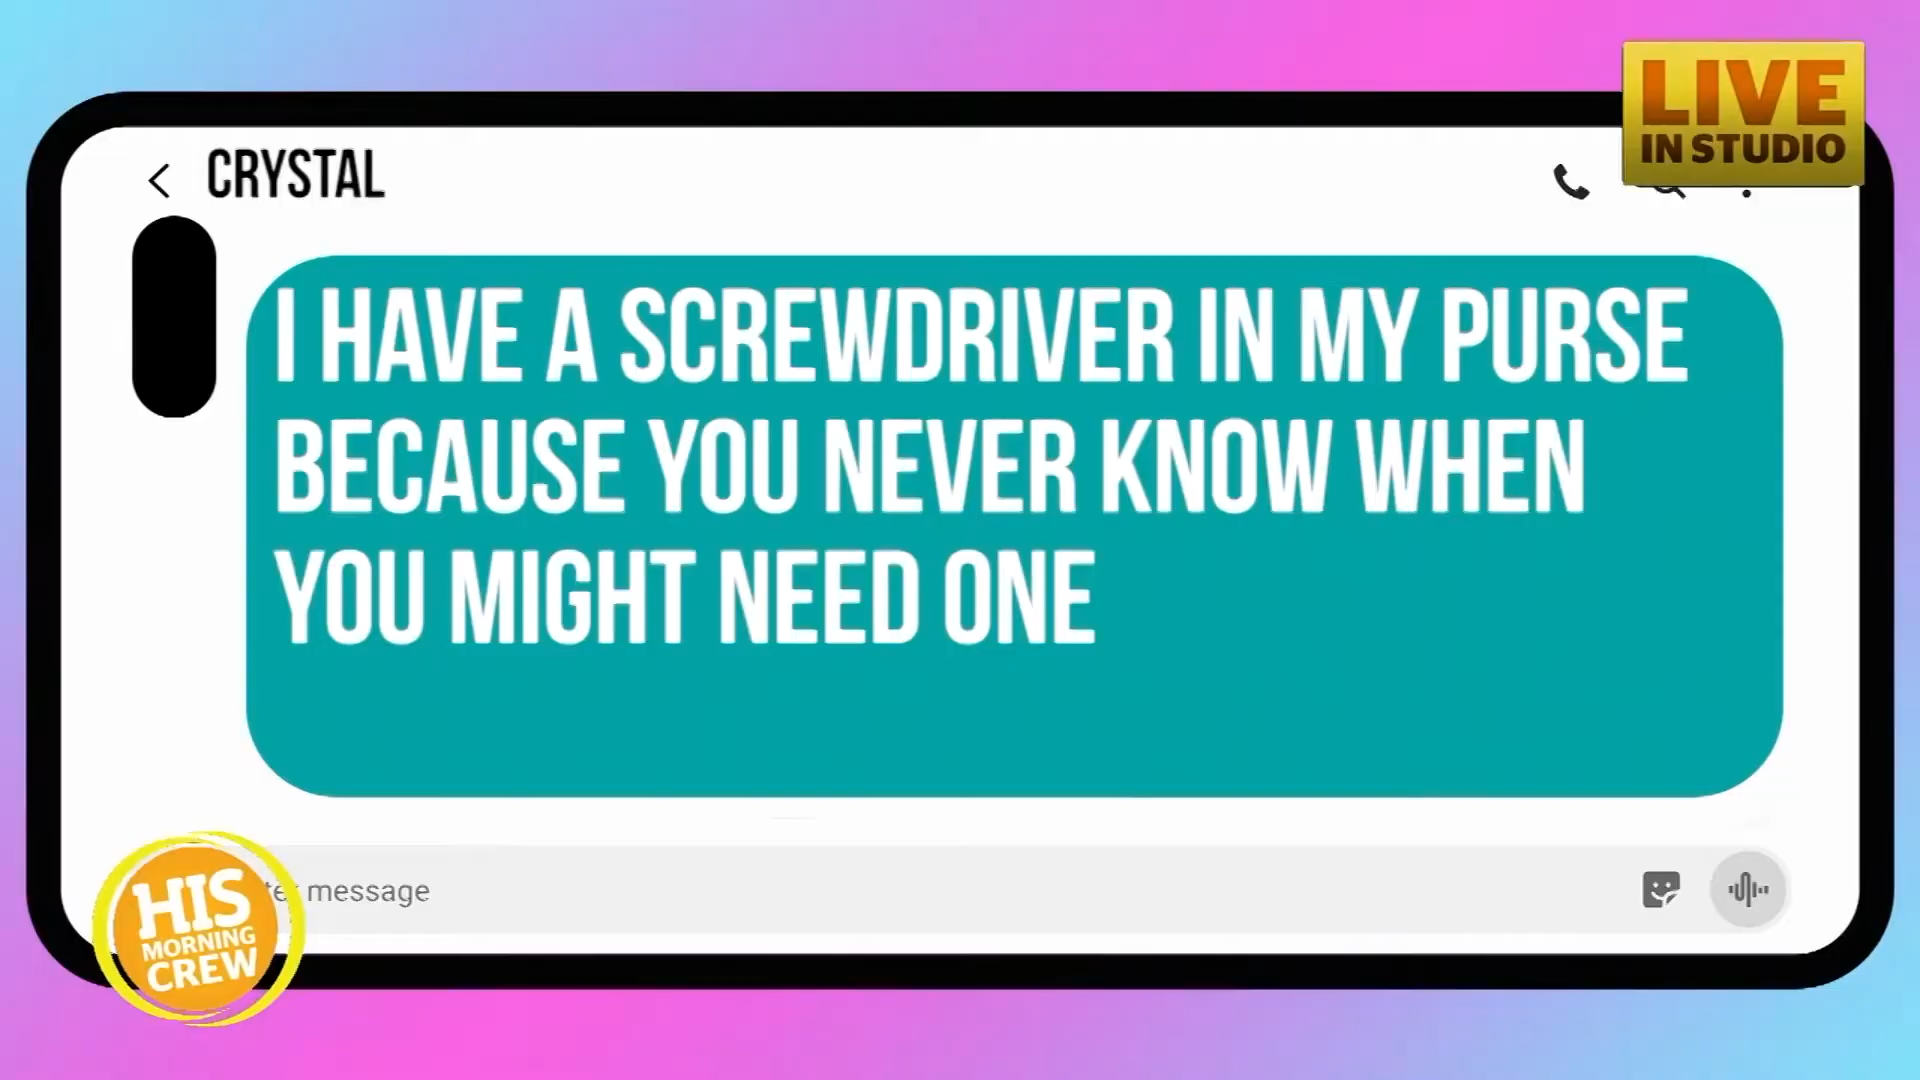 LIVE
IN STUDIO
CRYSTAL
I HAVE A SCREWDRIVER IN MY PURSE
BECAUSE YOU NEVER KNOW WHEN
YOU MIGHT NEED ONE
message
HIS
MORNING
CREW